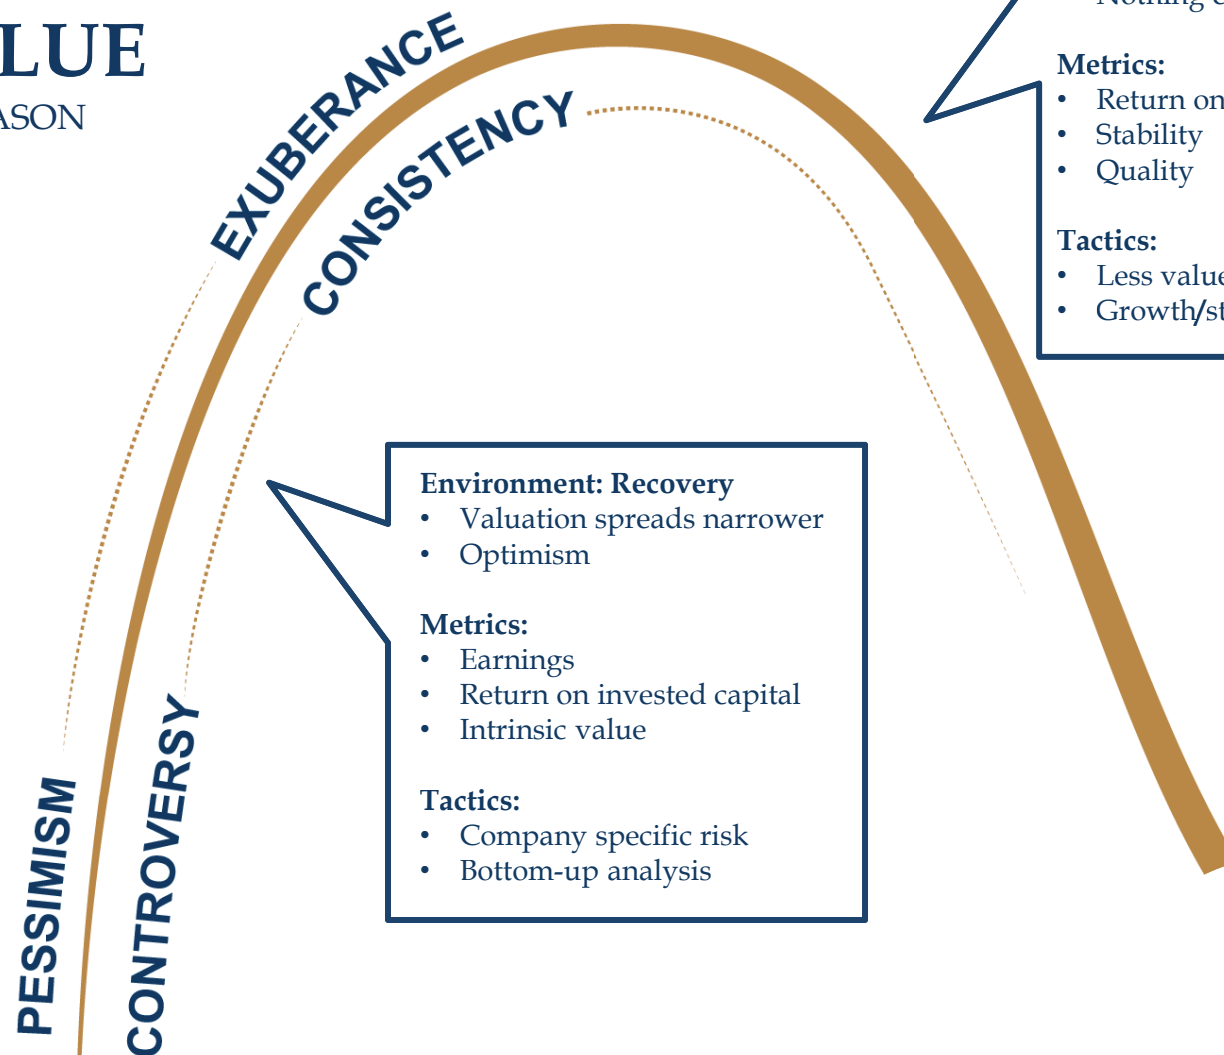 LUE
ASON
EXUBERANCE
CONSISTENCY
PESSIMISM
CONTROVERSY
Nothing
Metrics:
• Return on
• Stability
• Quality
Tactics:
• Less value
• Growth/st
Environment: Recovery
• Valuation spreads narrower
• Optimism
Metrics:
• Earnings
• Return on invested capital
• Intrinsic value
Tactics:
• Company specific risk
• Bottom-up analysis